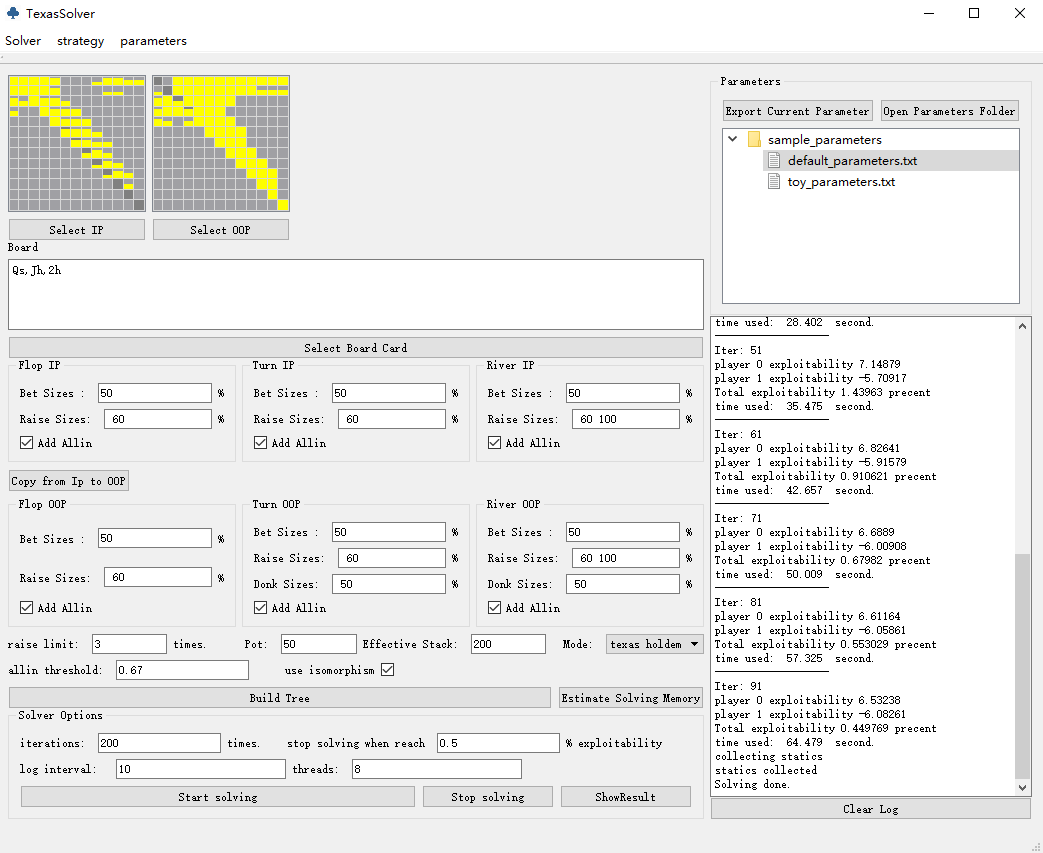 TexasSolver
Solver strategy parameters
Select IP Select OOP
Board
Qs,Jh,2h
Select Board Card
Flop IP
Bet Sizes : 50 %
Raise Sizes: 60 %
Add Allin
Turn IP
Bet Sizes : 50 %
Raise Sizes: 60 %
Add Allin
River IP
Bet Sizes : 50 %
Raise Sizes: 60 100 %
Add Allin
Copy from Ip to OOP
Flop OOP
Bet Sizes : 50 %
Raise Sizes: 60 %
Add Allin
Turn OOP
Bet Sizes : 50 %
Raise Sizes: 60 %
Donk Sizes: 50 %
Add Allin
River OOP
Bet Sizes : 50 %
Raise Sizes: 60 100 %
Donk Sizes: 50 %
Add Allin
raise limit: 3 times. Pot: 50 Effective Stack: 200 Mode: texas holdem
allin threshold: 0.67 use isomorphism
Build Tree Estimate Solving Memory
Solver Options
iterations: 200 times. stop solving when reach 0.5 % exploitability
log interval: 10 threads: 8
Start solving Stop solving ShowResult
Parameters
Export Current Parameter Open Parameters Folder
sample_parameters
default_parameters.txt
toy_parameters.txt
time used: 28.402 second.
Iter: 51
player 0 exploitability 7.14879
player 1 exploitability -5.70917
Total exploitability 1.43963 precent
time used: 35.475 second.
Iter: 61
player 0 exploitability 6.82641
player 1 exploitability -5.91579
Total exploitability 0.910621 precent
time used: 42.657 second.
Iter: 71
player 0 exploitability 6.6889
player 1 exploitability -6.00908
Total exploitability 0.67982 precent
time used: 50.009 second.
Iter: 81
player 0 exploitability 6.61164
player 1 exploitability -6.05861
Total exploitability 0.553029 precent
time used: 57.325 second.
Iter: 91
player 0 exploitability 6.53238
player 1 exploitability -6.08261
Total exploitability 0.449769 precent
time used: 64.479 second.
collecting statics
statics collected
Solving done.
Clear Log